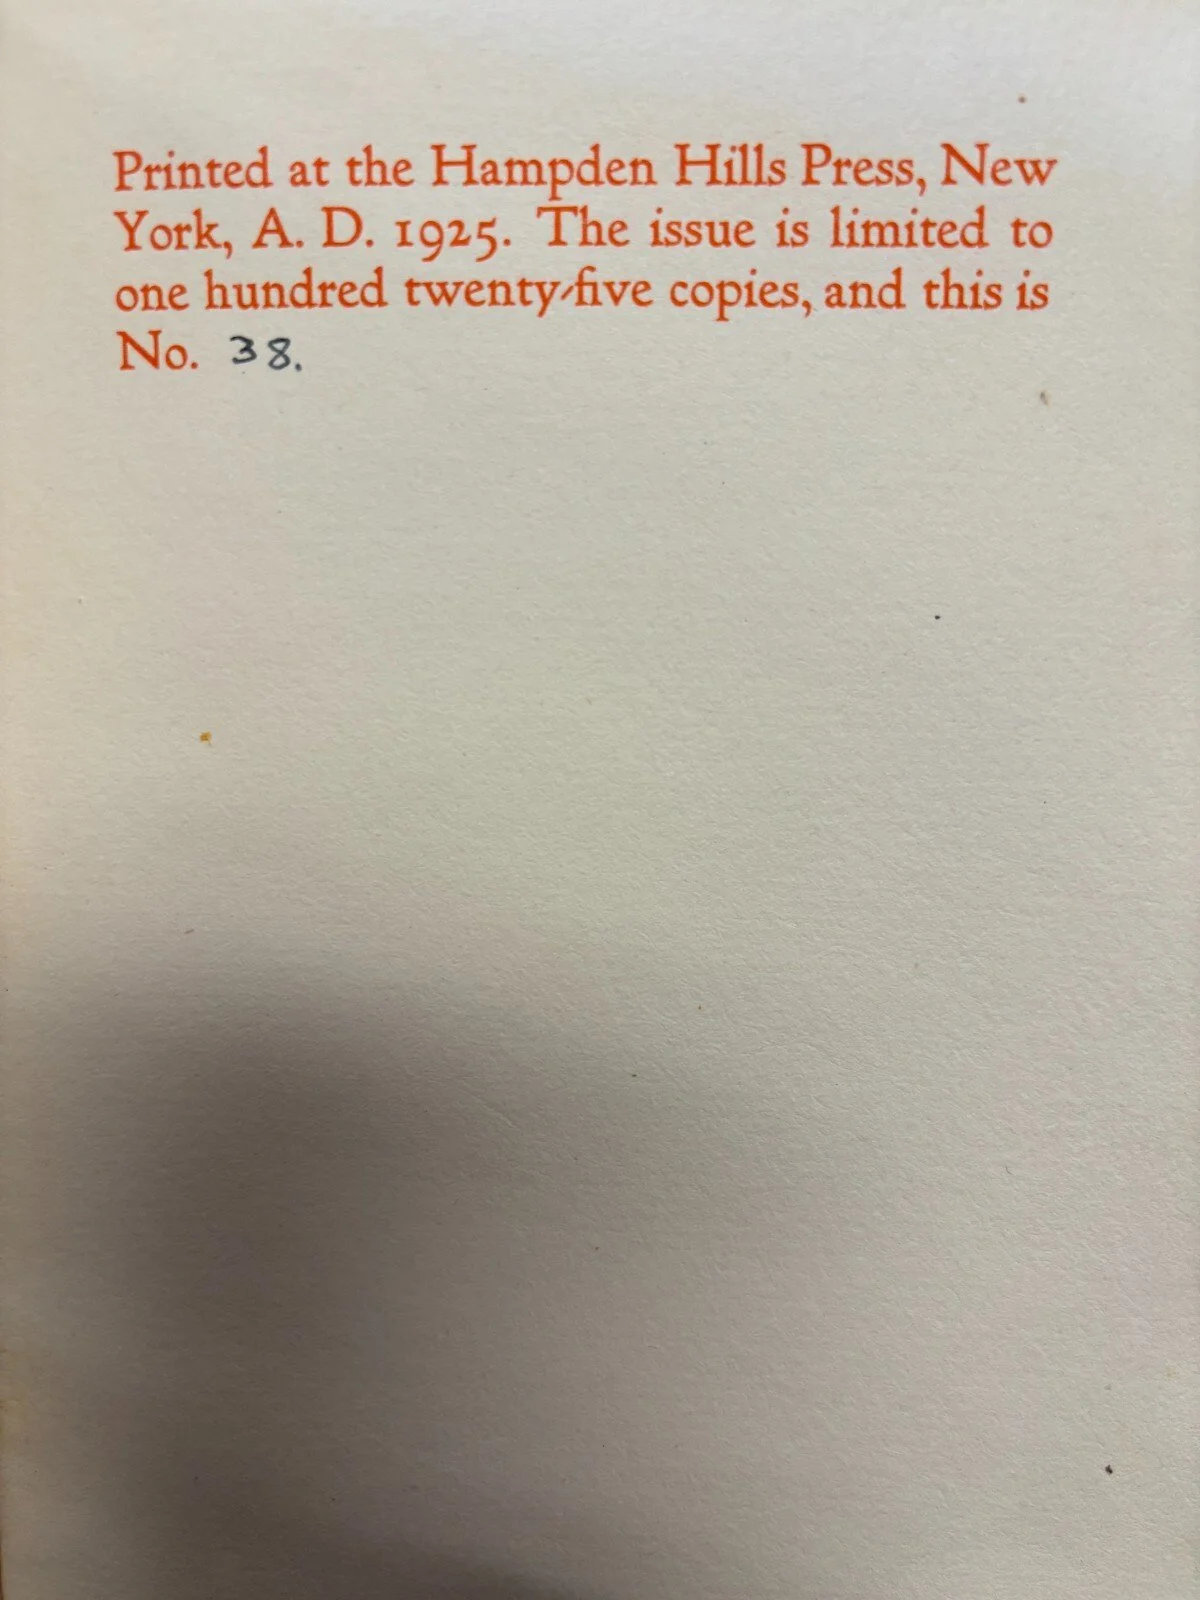 Printed at the Hampden Hills Press, New
York, A. D. 1925. The issue is limited to
one hundred twenty-five copies, and this is
No. 38.